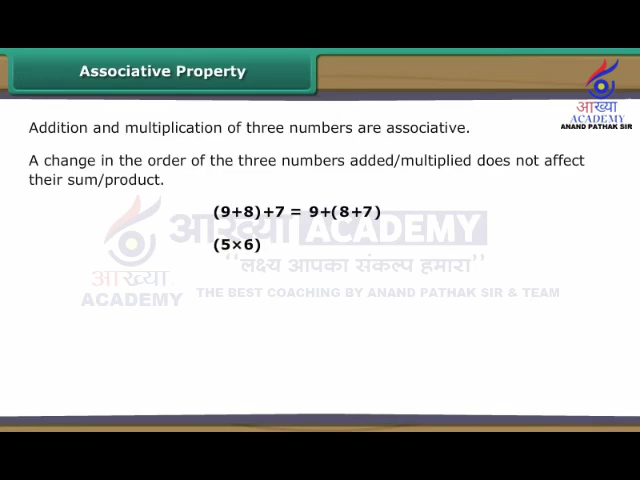 Associative Property
आख्या
ACADEMY
ANAND PATHAK SIR
Addition and multiplication of three numbers are associative.
A change in the order of the three numbers added/multiplied does not affect
their sum/product.
(9+8)+7 = 9+(8+7)
(5×6)
आख्या ACADEMY
‘‘लक्ष्य आपका संकल्प हमारा’’
THE BEST COACHING BY ANAND PATHAK SIR & TEAM
आख्या
ACADEMY